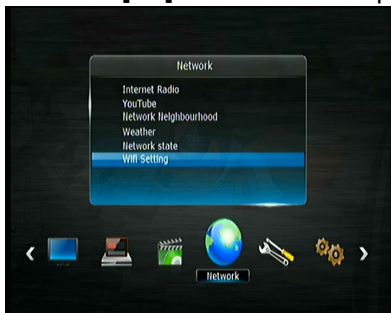 Network
Internet Radio
YouTube
Network Neighbourhood
Weather
Network state
Wifi Setting
Network